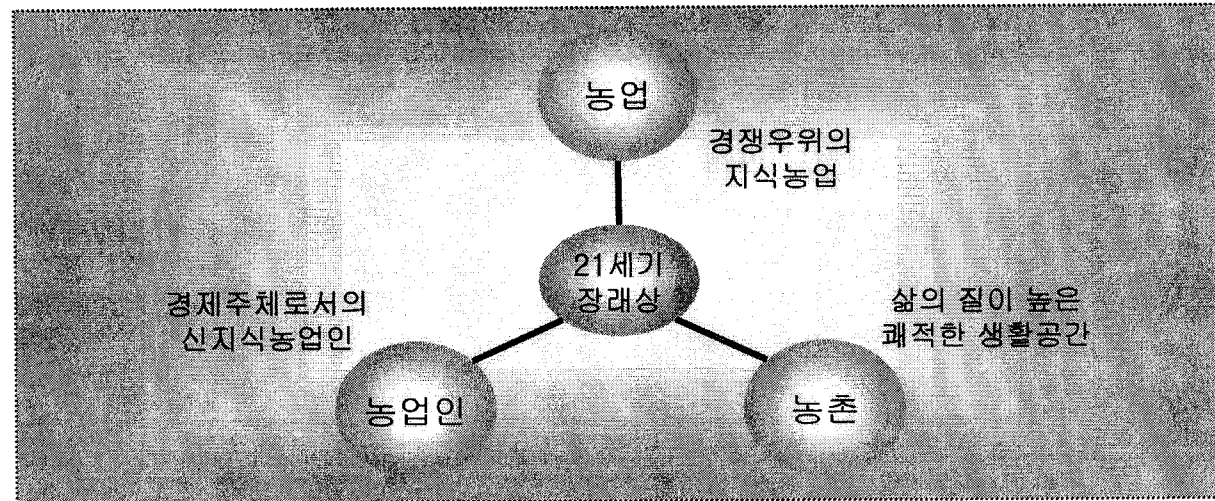 농업
경쟁우위의
지식농업
21세기
장래상
경제주체로서의
신지식농업인
농업인
삶의 질이 높은
쾌적한 생활공간
농촌